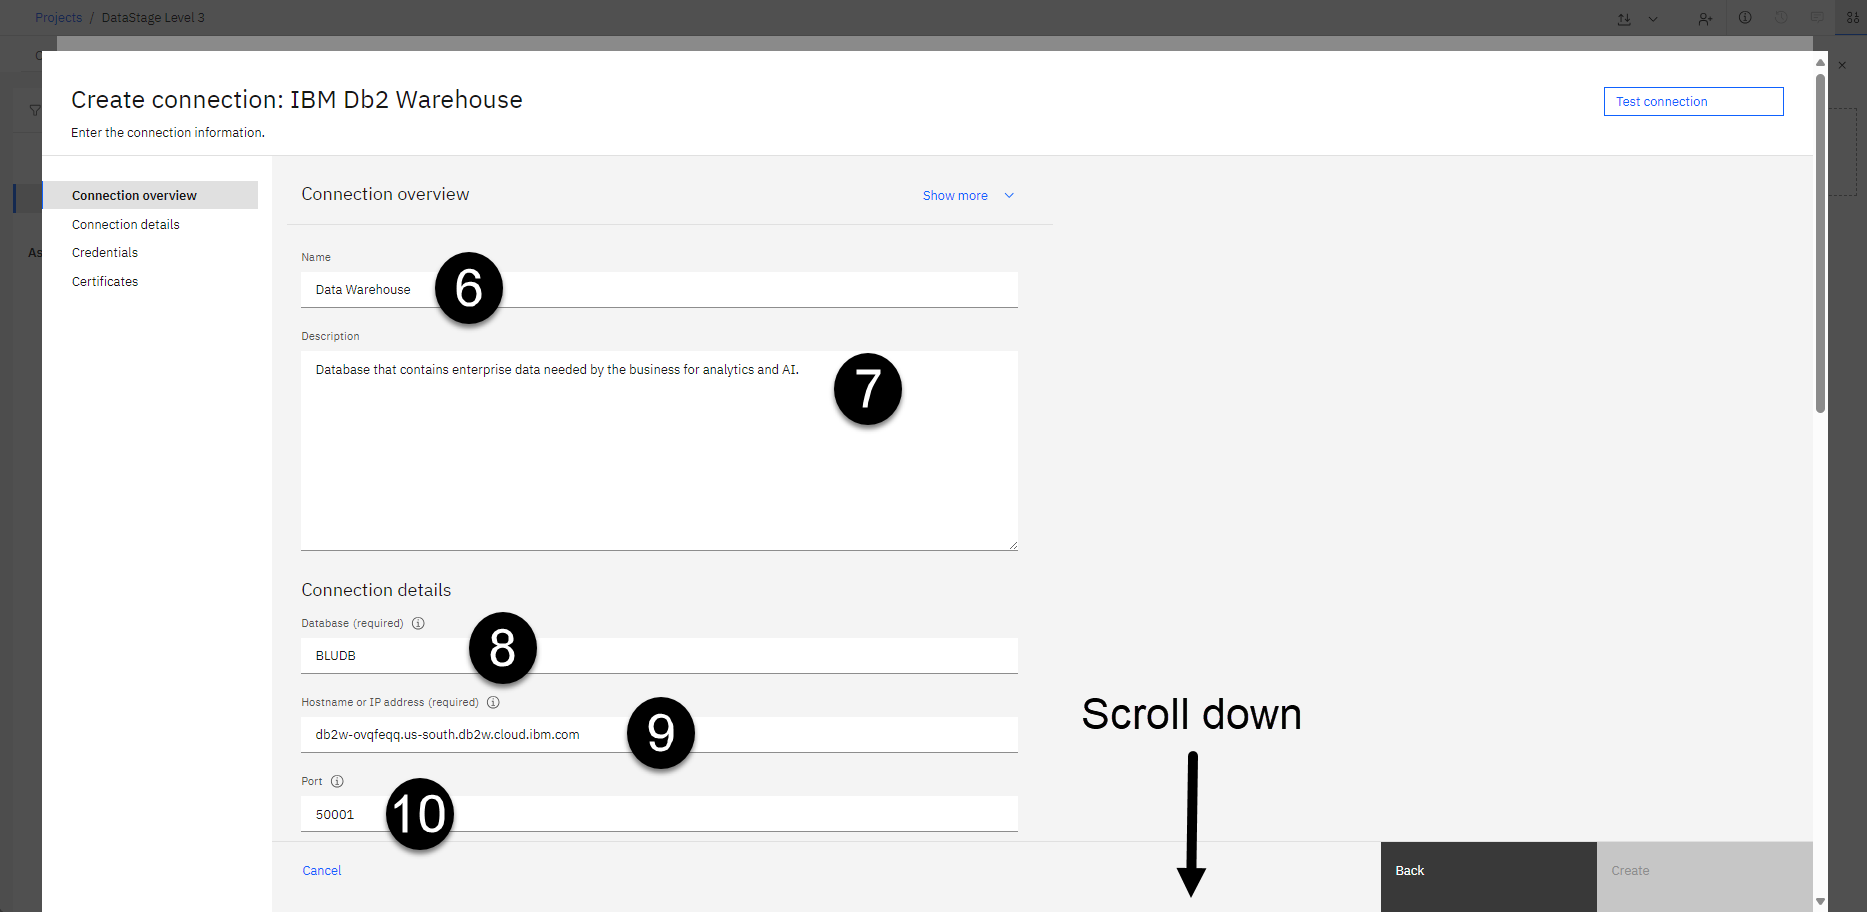 Projects / DataStage Level 3
Create connection: IBM Db2 Warehouse
Test connection
Enter the connection information.
Connection overview
Connection details
Credentials
Certificates
As
Connection overview
Show more
Name
Data Warehouse
6
Description
Database that contains enterprise data needed by the business for analytics and AI.
7
Connection details
Database (required)
BLUDB
8
Hostname or IP address (required)
db2w-ovqfeqq.us-south.db2w.cloud.ibm.com
9
Port
50001
10
Scroll down
Cancel
Back
Create